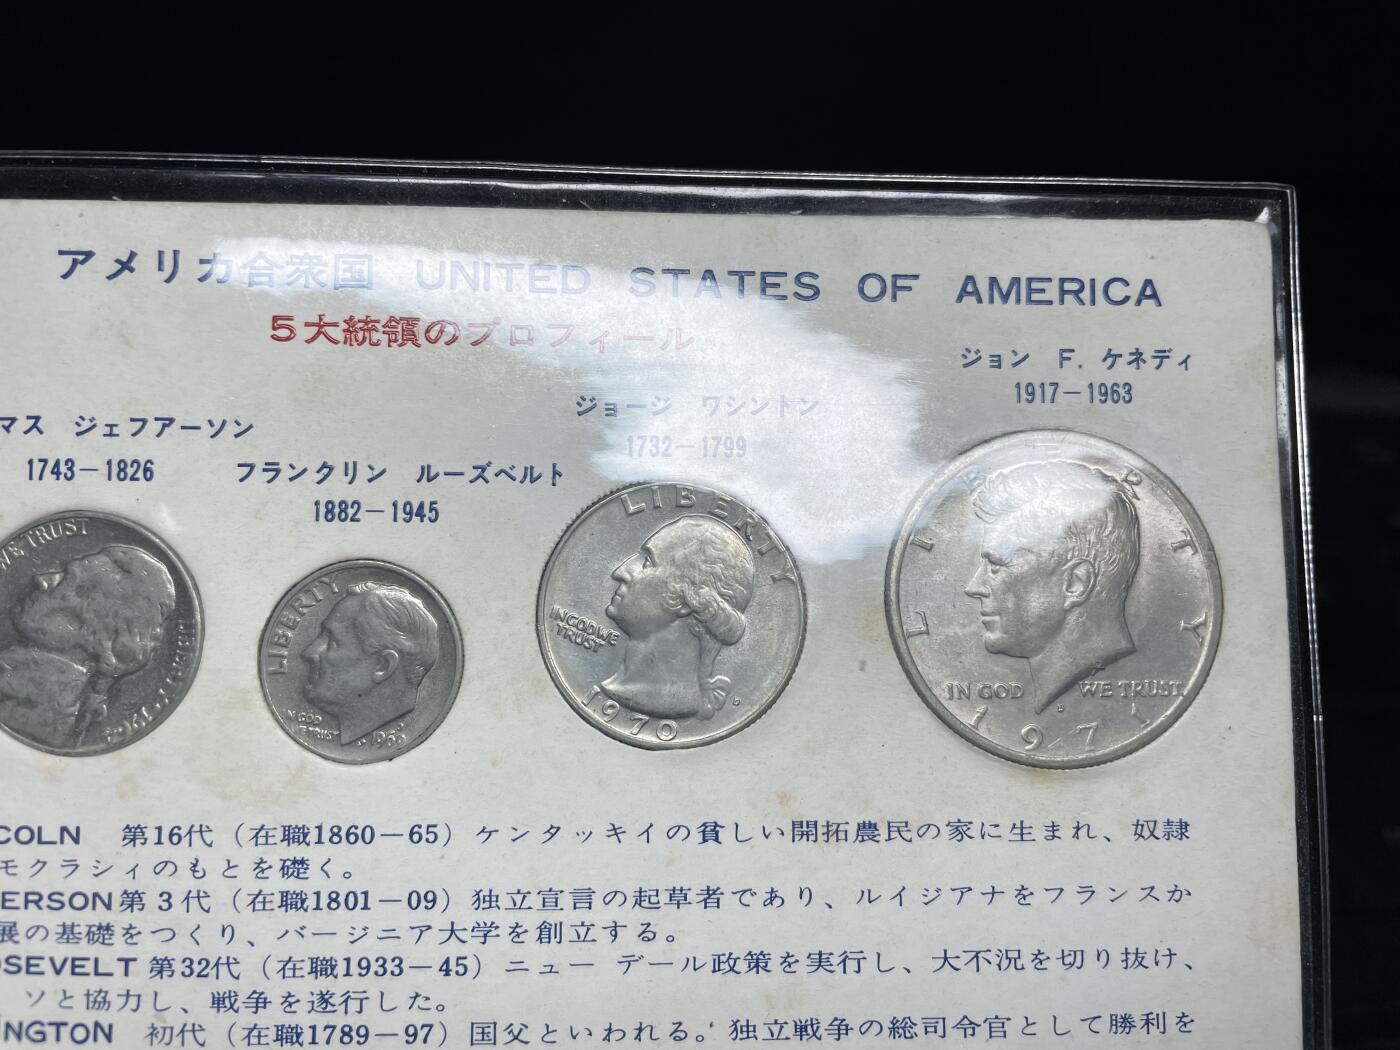 アメリカ合衆国 UNITED STATES OF AMERICA
5大統領のプロフィール
ジョン F. ケネディ
1917－1963
ジョージ ワシントン
1732－1799
マス ジェファーソン
1743－1826
フランクリン ルーズベルト
1882－1945
WE TRUST
LIBERTY
IN GOD
WE TRUST
LIBERTY
IN GOD WE
TRUST
D
1970
LIBERTY
IN GOD WE TRUST
D
1971
COLN 第16代（在職1860－65）ケンタッキイの貧しい開拓農民の家に生まれ、奴隷
モクラシィのもとを礎く。
ERSON 第3代（在職1801－09）独立宣言の起草者であり、ルイジアナをフランスか
展の基礎をつくり、バージニア大学を創立する。
OSEVELT 第32代（在職1933－45）ニュー デール政策を実行し、大不況を切り抜け、
ソと協力し、戦争を遂行した。
INGTON 初代（在職1789－97）国父といわれる。独立戦争の総司令官として勝利を